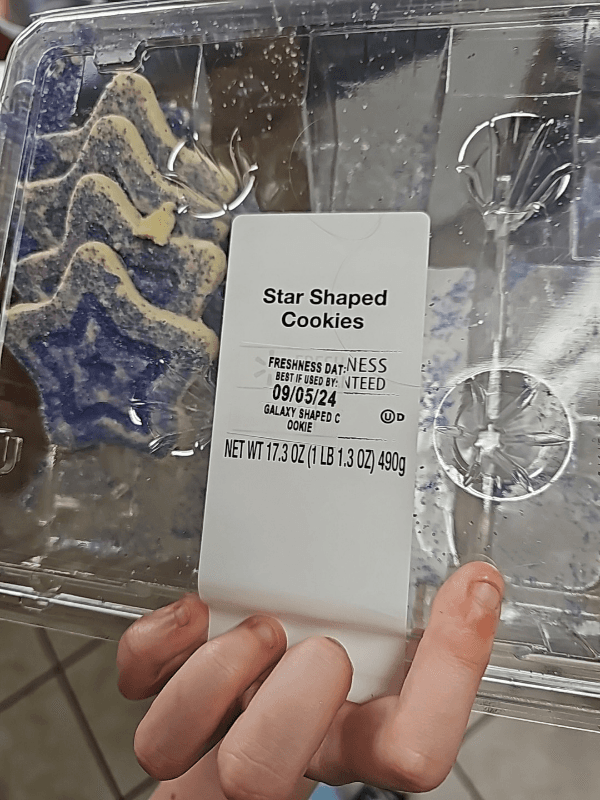 Star Shaped
Cookies
FRESHNESS DAT:NESS
BEST IF USED BY: NTEED
09/05/24
GALAXY SHAPED C
OOKIE
ⓊD
NET WT 17.3 OZ (1 LB 1.3 OZ) 490g